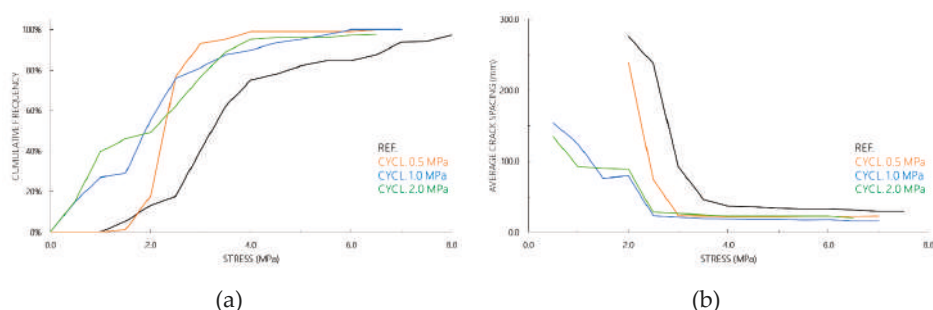 100%
80%
60%
40%
20%
0%
CUMULATIVE FREQUENCY
0.0 2.0 4.0 6.0 8.0
STRESS (MPa)
REF.
CYCL. 0.5 MPa
CYCL. 1.0 MPa
CYCL. 2.0 MPa
(a)
300.0
200.0
100.0
0.0
AVERAGE CRACK SPACING (mm)
0.0 2.0 4.0 6.0 8.0
STRESS (MPa)
REF.
CYCL. 0.5 MPa
CYCL. 1.0 MPa
CYCL. 2.0 MPa
(b)